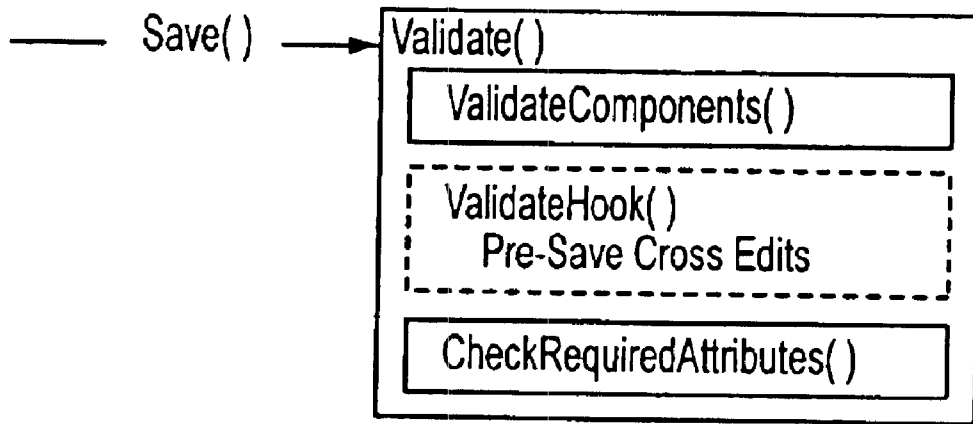 Save( )
Validate( )
ValidateComponents( )
ValidateHook( )
Pre-Save Cross Edits
CheckRequiredAttributes( )